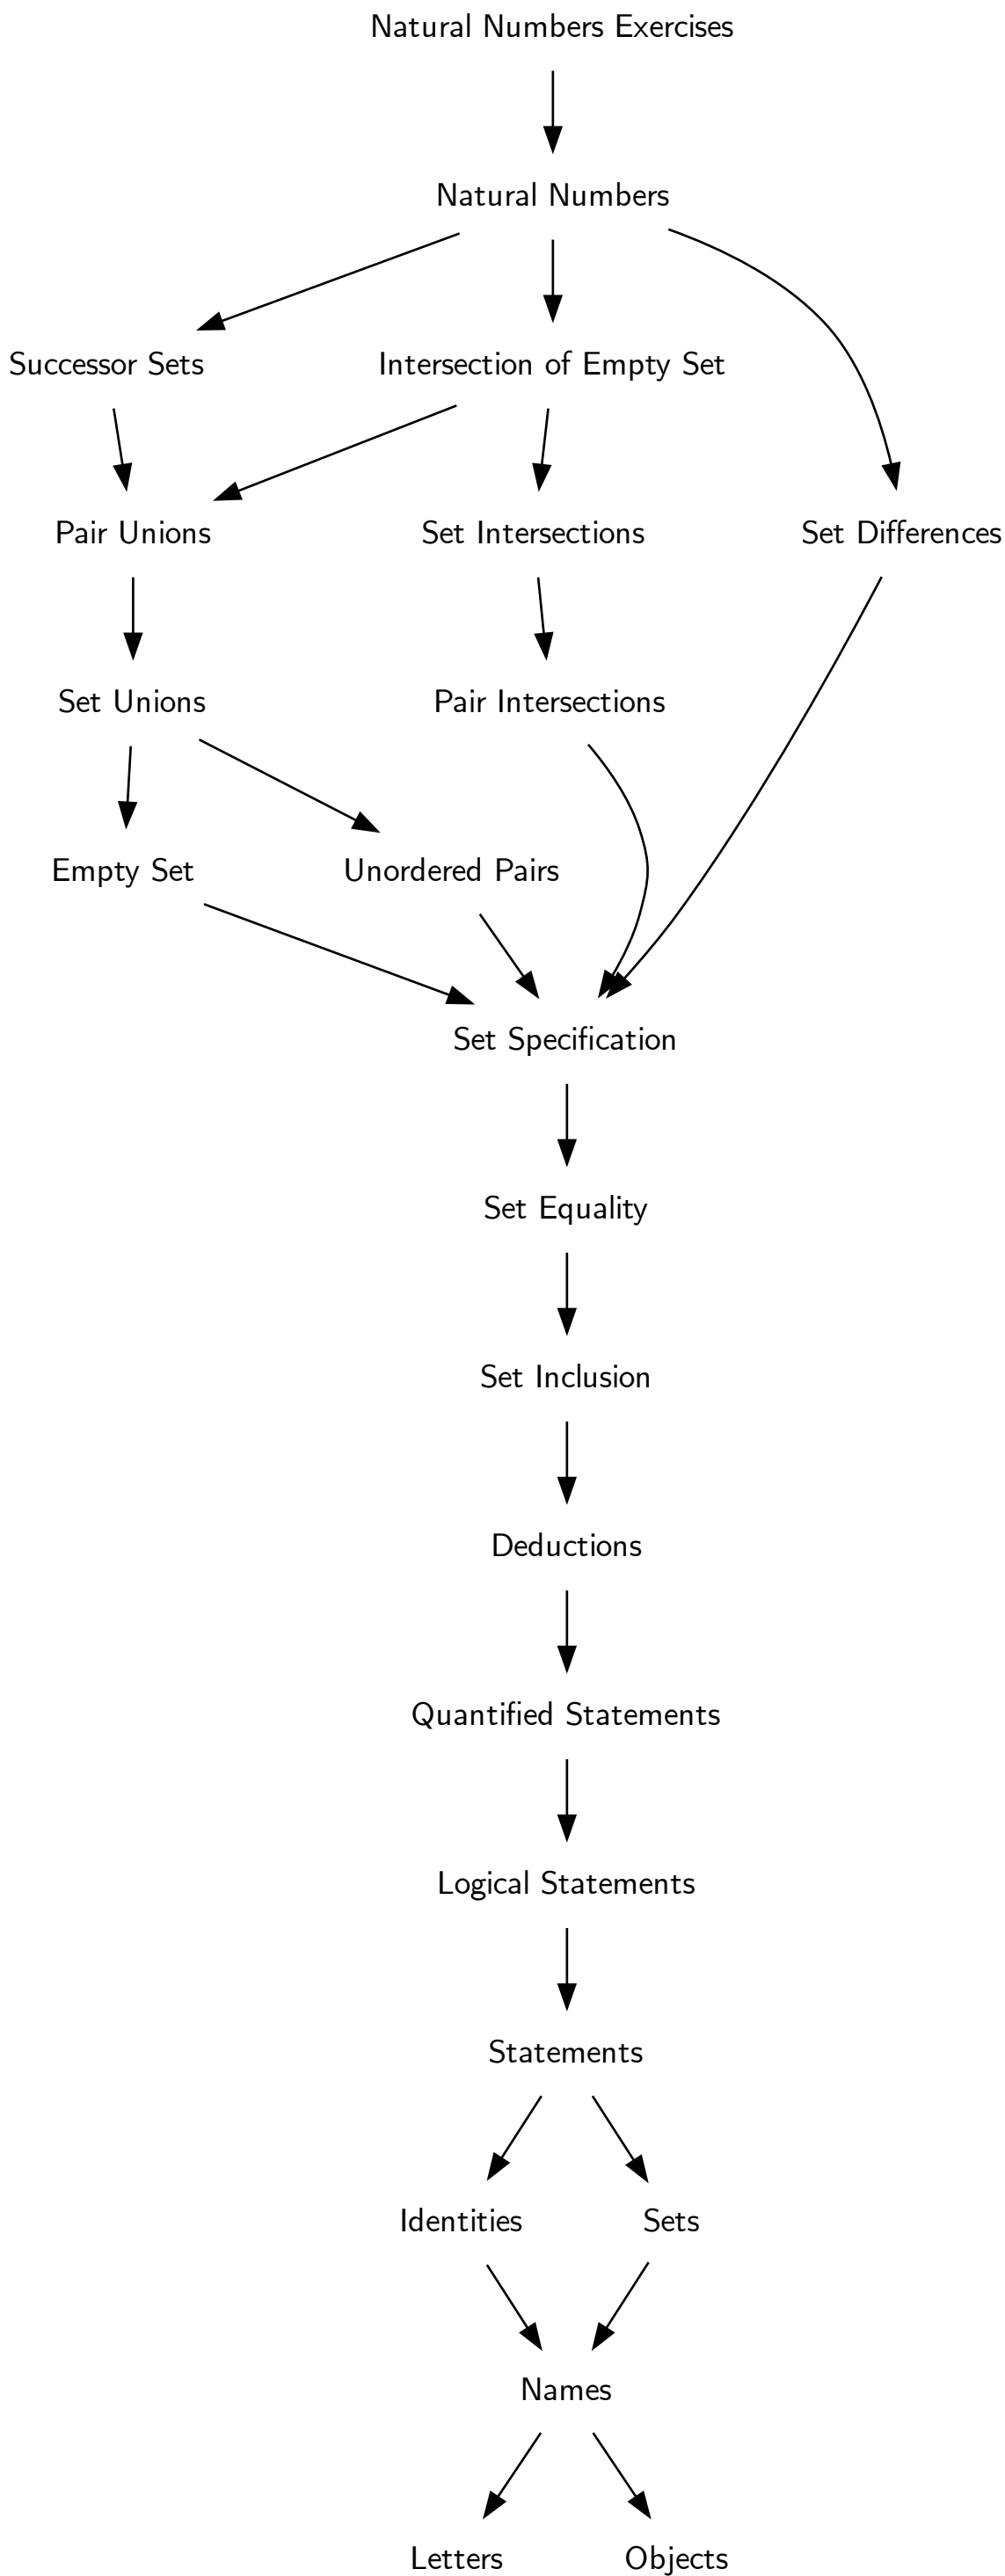 Natural Numbers Exercises
Natural Numbers
Successor Sets
Intersection of Empty Set
Pair Unions
Set Intersections
Set Differences
Set Unions
Pair Intersections
Empty Set
Unordered Pairs
Set Specification
Set Equality
Set Inclusion
Deductions
Quantified Statements
Logical Statements
Statements
Identities
Sets
Names
Letters
Objects